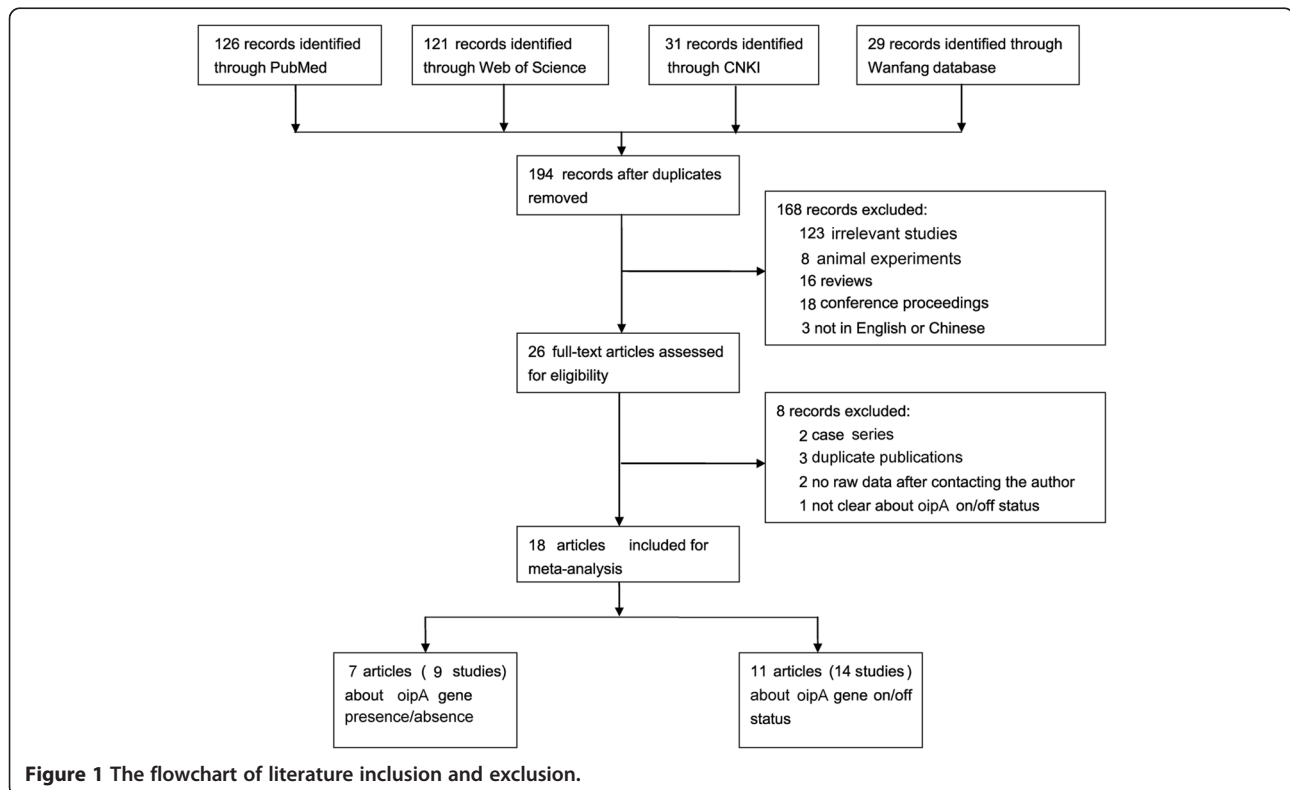 126 records identified
through PubMed
121 records identified
through Web of Science
31 records identified
through CNKI
29 records identified through
Wanfang database
194 records after duplicates
removed
168 records excluded:
123 irrelevant studies
8 animal experiments
16 reviews
18 conference proceedings
3 not in English or Chinese
26 full-text articles assessed
for eligibility
8 records excluded:
2 case series
3 duplicate publications
2 no raw data after contacting the author
1 not clear about oipA on/off status
18 articles included for
meta-analysis
7 articles ( 9 studies)
about oipA gene
presence/absence
11 articles (14 studies )
about oipA gene on/off
status
Figure 1 The flowchart of literature inclusion and exclusion.